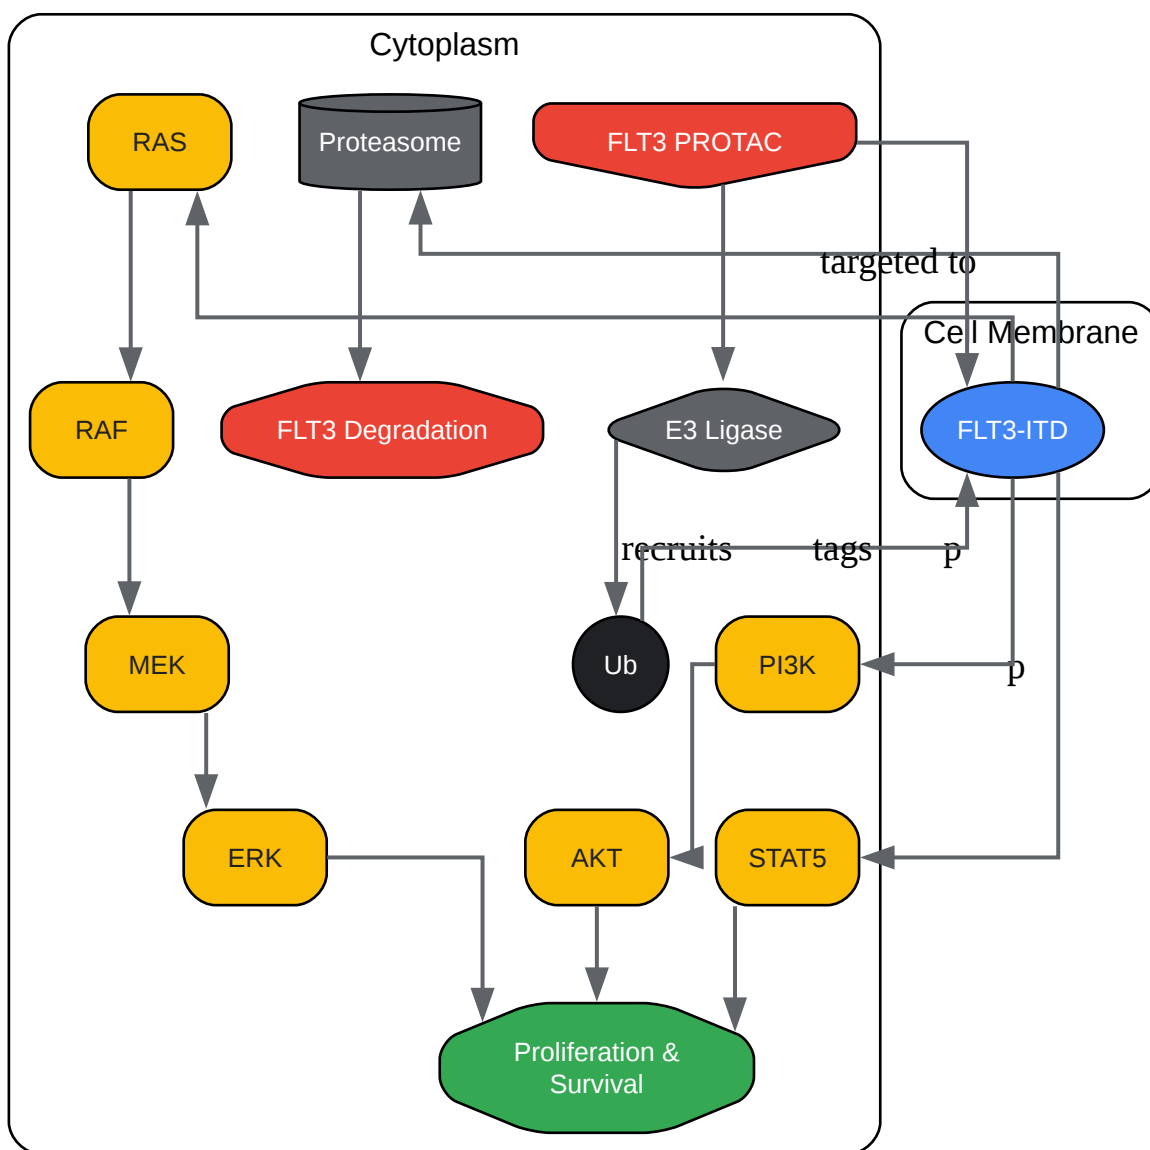 Cytoplasm
RAS
Proteasome
FLT3 PROTAC
targeted to
Cell Membrane
RAF
FLT3 Degradation
E3 Ligase
FLT3-ITD
recruits
tags
p
MEK
Ub
PI3K
p
ERK
AKT
STAT5
Proliferation &
Survival